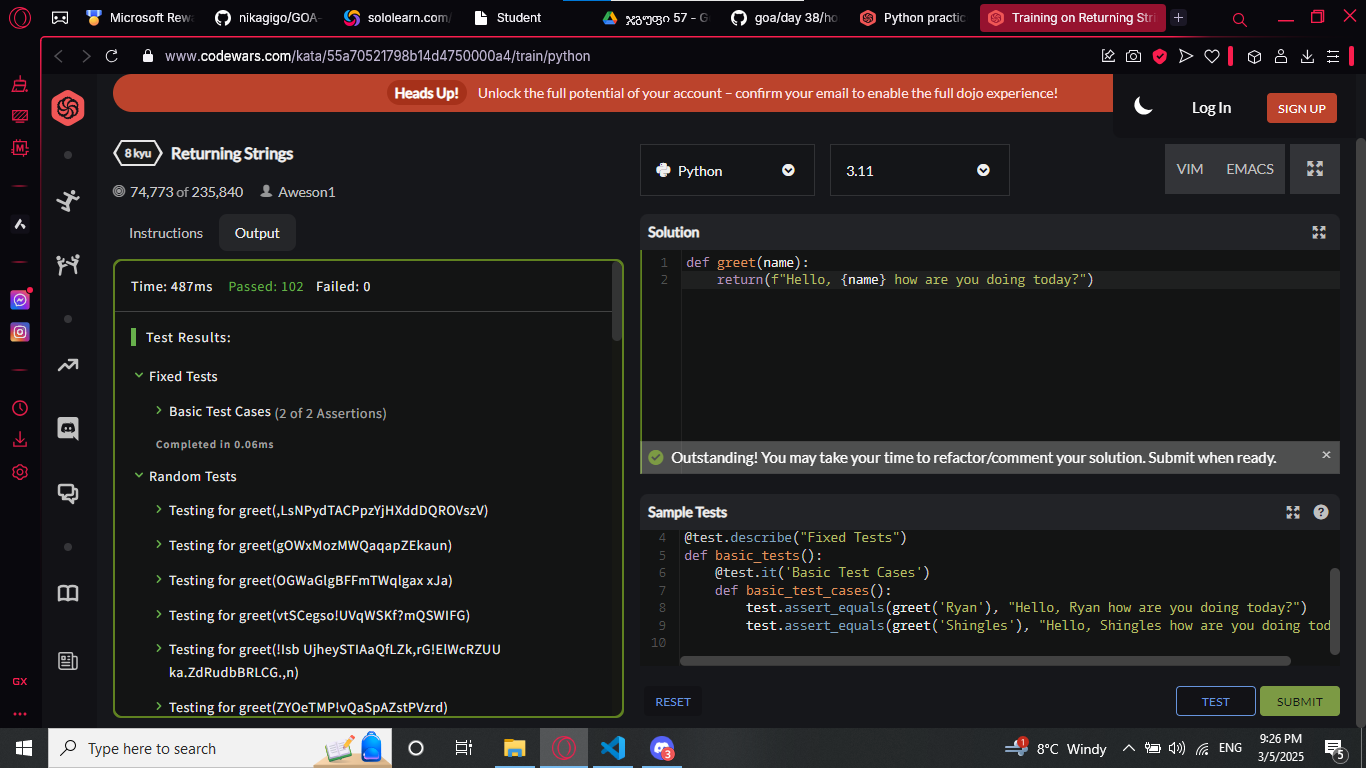 Microsoft Rew
nikagigo/GOA-
sololearn.com/
Student
ჯგუფი 57 - G
goa/day 38/ho
Python practic
Training on Returning Stri
www.codewars.com/kata/55a70521798b14d4750000a4/train/python
Heads Up! Unlock the full potential of your account – confirm your email to enable the full dojo experience!
Log In
SIGN UP
8 kyu Returning Strings
74,773 of 235,840 Aweson1
Python
3.11
VIM EMACS
Instructions Output
Time: 487ms Passed: 102 Failed: 0
Test Results:
Fixed Tests
Basic Test Cases (2 of 2 Assertions)
Completed in 0.06ms
Random Tests
Testing for greet(,LsNPydTACPpzYjHXddDQROVszV)
Testing for greet(gOWxMozMWQaqapZEkaun)
Testing for greet(OGWaGlgBFFmTWqlgax xJa)
Testing for greet(vtSCegso!UVqWSKf?mQSWIFG)
Testing for greet(!Isb UjheySTIAaQfLZk,rG!ElWcRZUU
ka.ZdRudbBRLCG.,n)
Testing for greet(ZYOeTMP!vQaSpAZstPVzrd)
Solution
1 def greet(name):
2 return(f"Hello, {name} how are you doing today?")
Outstanding! You may take your time to refactor/comment your solution. Submit when ready.
Sample Tests
4 @test.describe("Fixed Tests")
5 def basic_tests():
6 @test.it('Basic Test Cases')
7 def basic_test_cases():
8 test.assert_equals(greet('Ryan'), "Hello, Ryan how are you doing today?")
9 test.assert_equals(greet('Shingles'), "Hello, Shingles how are you doing tod
10
RESET
TEST
SUBMIT
GX
Type here to search
3
1
8°C Windy
ENG
9:26 PM
3/5/2025
5